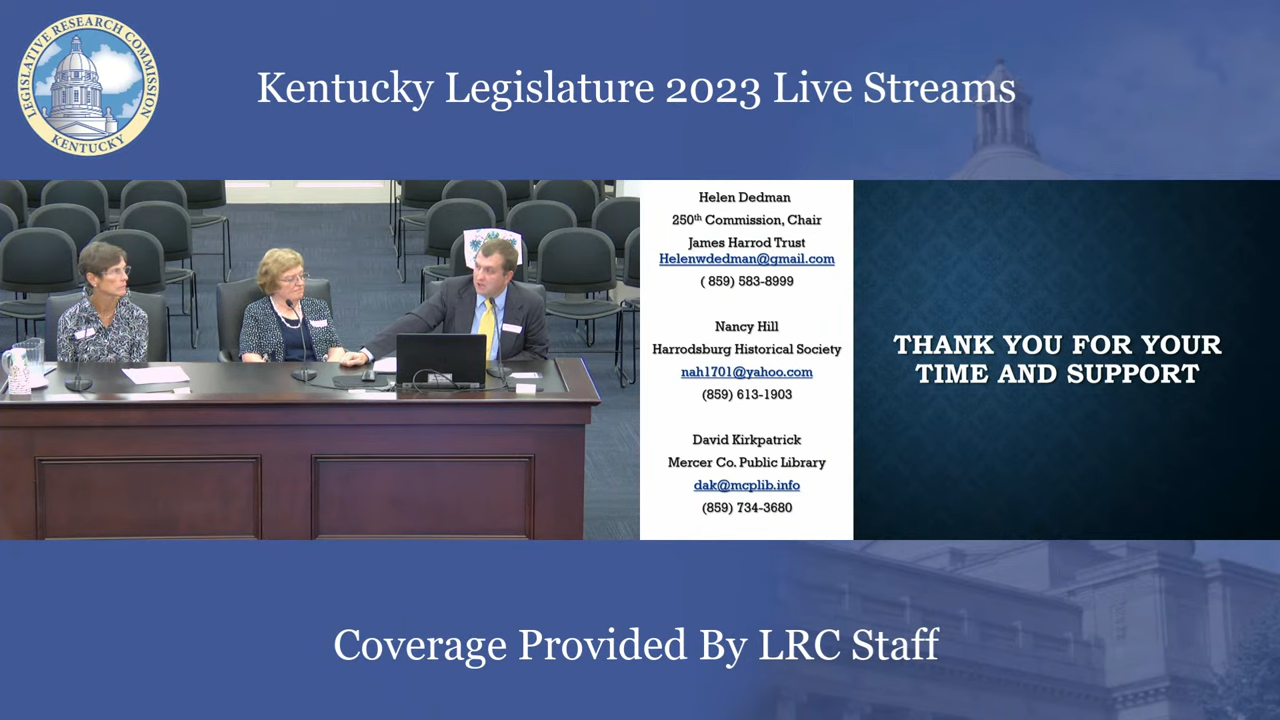 LEGISLATIVE RESEARCH COMMISSION
KENTUCKY
Kentucky Legislature 2023 Live Streams
Helen Dedman
250th Commission, Chair
James Harrod Trust
Helenwdedman@gmail.com
( 859) 583-8999
Nancy Hill
Harrodsburg Historical Society
nah1701@yahoo.com
(859) 613-1903
David Kirkpatrick
Mercer Co. Public Library
dak@mcplib.info
(859) 734-3680
THANK YOU FOR YOUR
TIME AND SUPPORT
Coverage Provided By LRC Staff